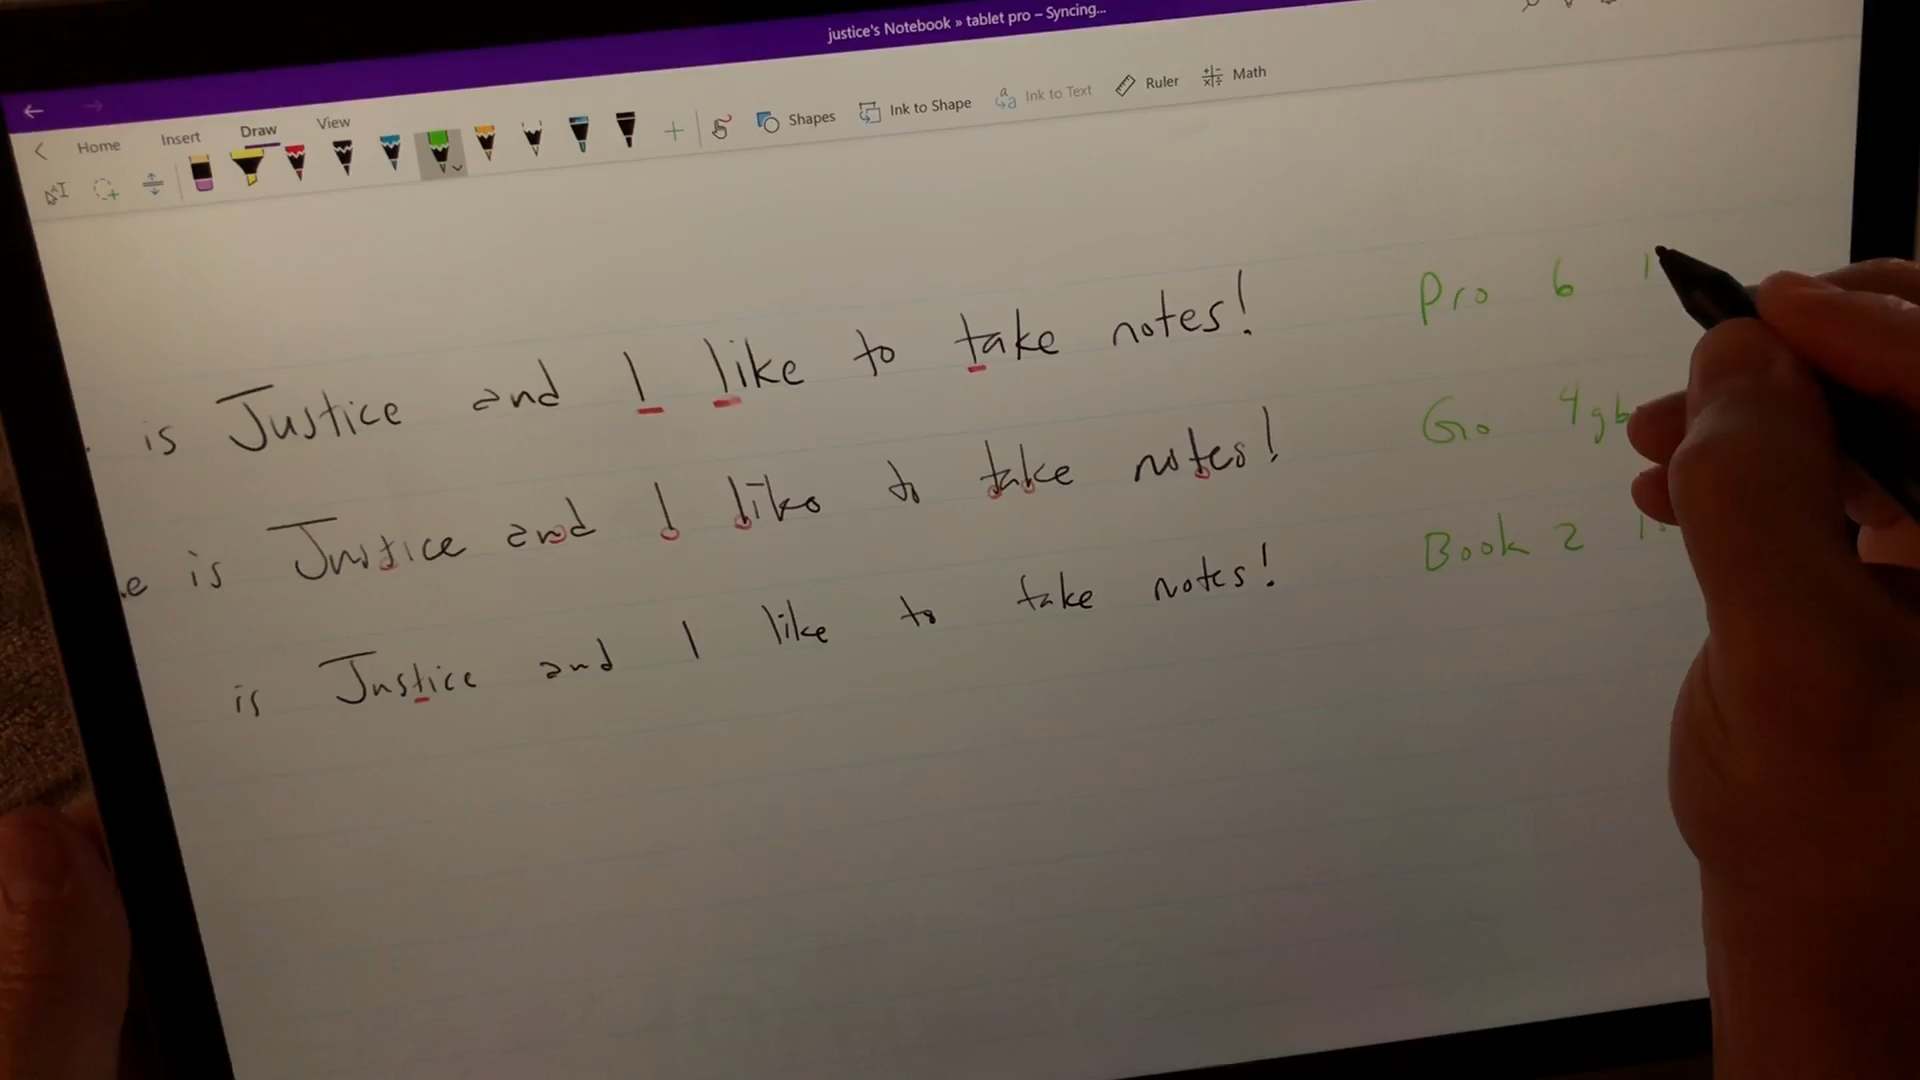 justice's Notebook » tablet pro – Syncing...
Home Insert Draw View
Shapes Ink to Shape Ink to Text Ruler Math
is Justice and I like to take notes!
e is Justice and I like to take notes!
is Justice and I like to take notes!
Pro 6
Go 4gb
Book 2